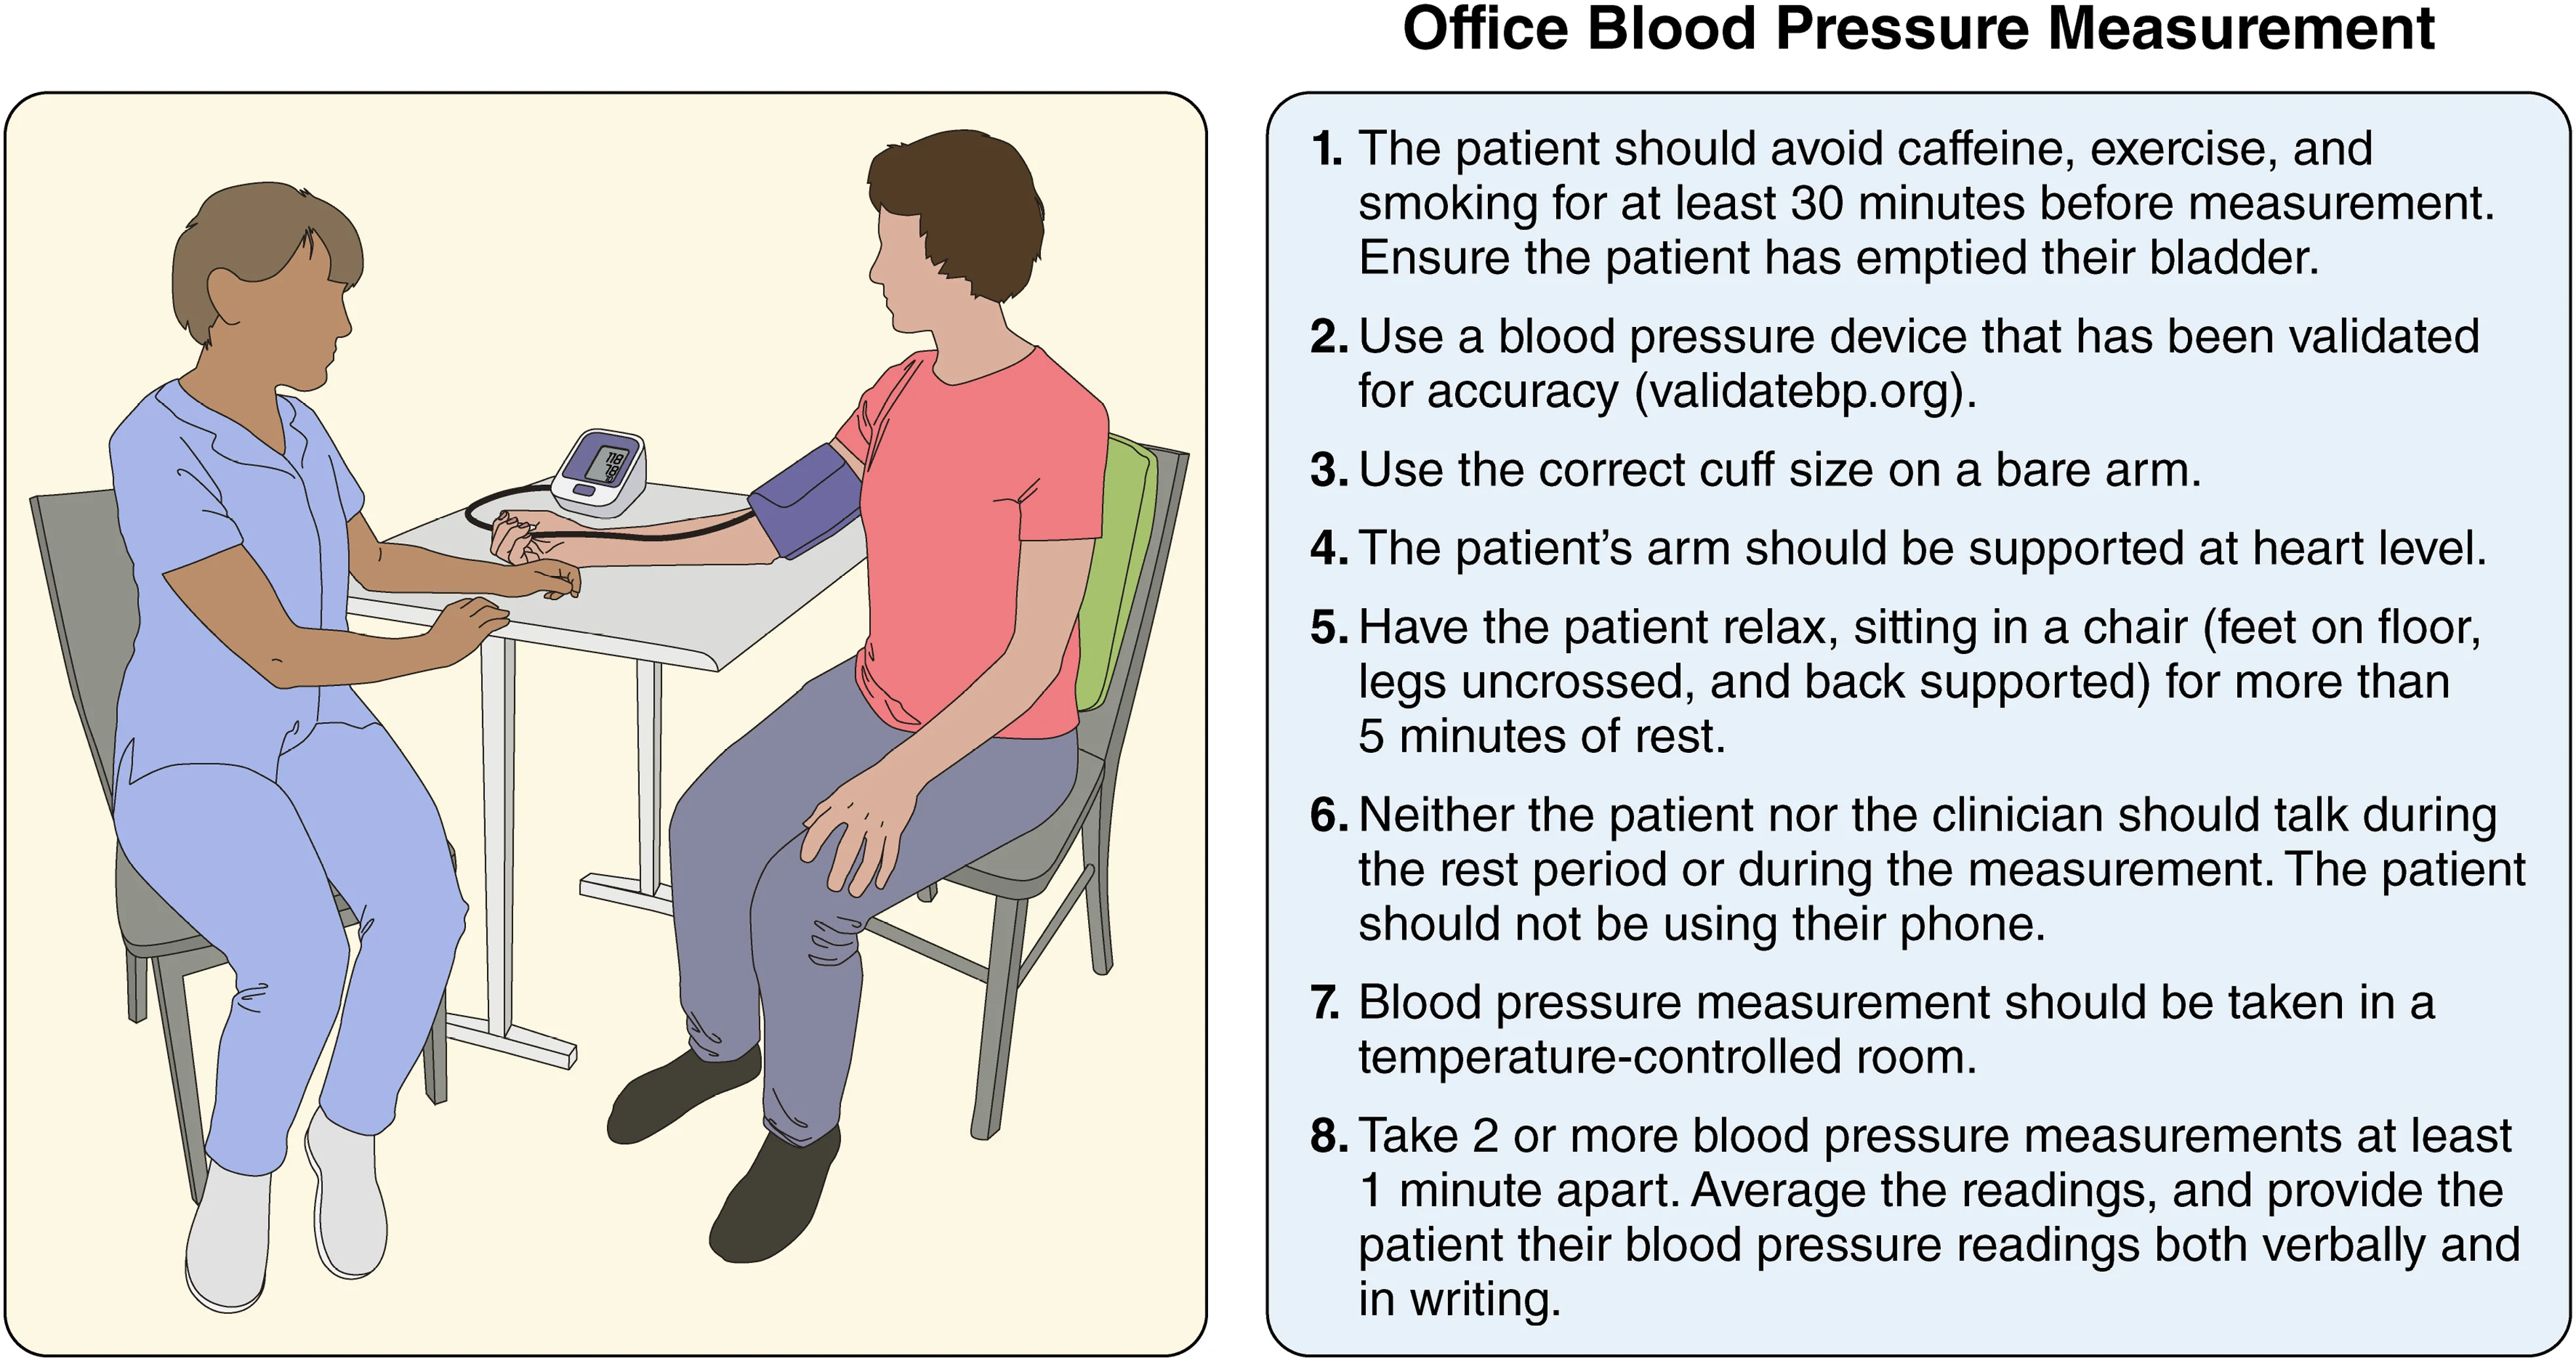 Office Blood Pressure Measurement
118
78
1. The patient should avoid caffeine, exercise, and
smoking for at least 30 minutes before measurement.
Ensure the patient has emptied their bladder.
2. Use a blood pressure device that has been validated
for accuracy (validatebp.org).
3. Use the correct cuff size on a bare arm.
4. The patient’s arm should be supported at heart level.
5. Have the patient relax, sitting in a chair (feet on floor,
legs uncrossed, and back supported) for more than
5 minutes of rest.
6. Neither the patient nor the clinician should talk during
the rest period or during the measurement. The patient
should not be using their phone.
7. Blood pressure measurement should be taken in a
temperature-controlled room.
8. Take 2 or more blood pressure measurements at least
1 minute apart. Average the readings, and provide the
patient their blood pressure readings both verbally and
in writing.